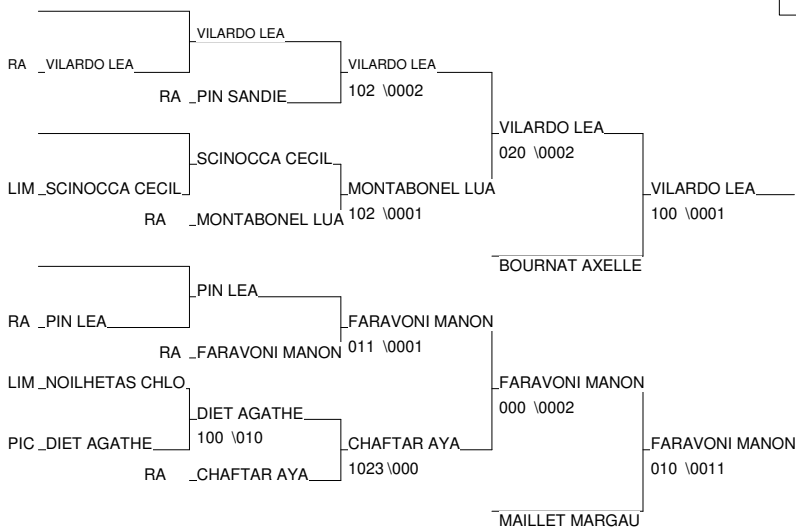 VILARDO LEA
RA VILARDO LEA VILARDO LEA
RA PIN SANDIE 102 \0002
VILARDO LEA
SCINOCCA CECIL 020 \0002
LIM SCINOCCA CECIL MONTABONEL LUA VILARDO LEA
RA MONTABONEL LUA 102 \0001 100 \0001
BOURNAT AXELLE
PIN LEA
RA PIN LEA FARAVONI MANON
RA FARAVONI MANON 011 \0001
LIM NOILHETAS CHLO FARAVONI MANON
DIET AGATHE 000 \0002
PIC DIET AGATHE 100 \010 CHAFTAR AYA FARAVONI MANON
RA CHAFTAR AYA 1023 \000 010 \0011
MAILLET MARGAU